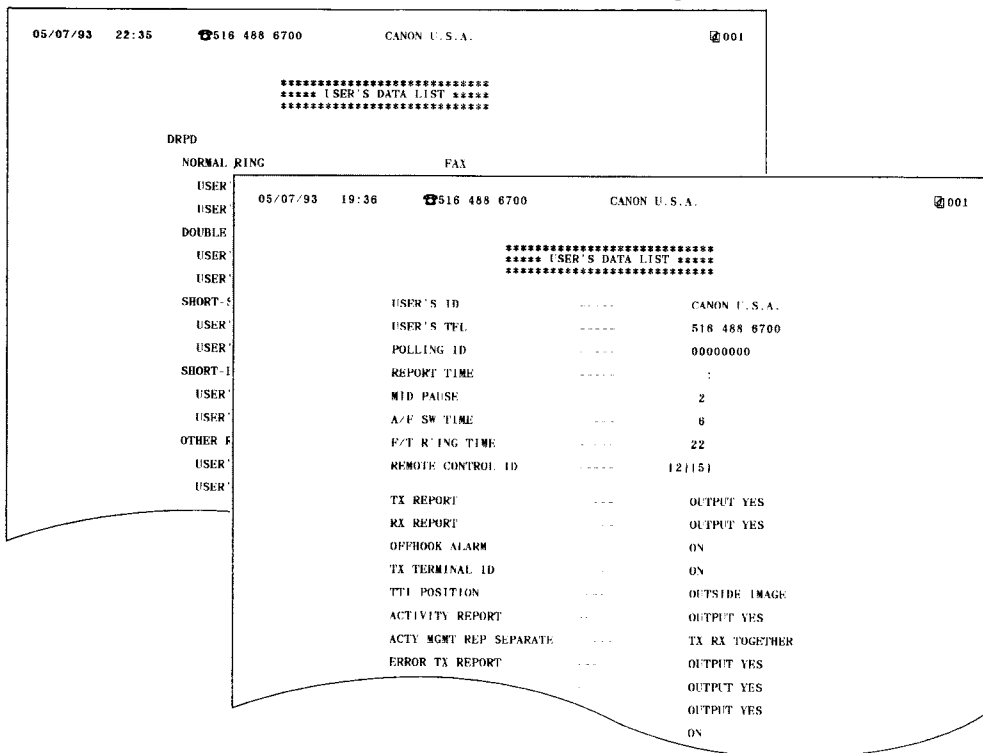 05/07/93 22:35 ☎516 488 6700 CANON U.S.A. 001
****************************
***** USER'S DATA LIST *****
****************************
DRPD
NORMAL RING FAX
USER'
USER'
DOUBLE
USER'
USER'
SHORT-S
USER'
USER'
SHORT-
USER'
USER'
OTHER R
USER'
USER'
05/07/93 19:36 ☎516 488 6700 CANON U.S.A. 001
****************************
***** USER'S DATA LIST *****
****************************
USER'S ID ----- CANON U.S.A.
USER'S TEL ----- 516 488 6700
POLLING ID ----- 00000000
REPORT TIME ----- :
MID PAUSE 2
A/F SW TIME --- 6
F/T R'ING TIME ----- 22
REMOTE CONTROL ID -----
TX REPORT --- OUTPUT YES
RX REPORT -- OUTPUT YES
OFFHOOK ALARM ON
TX TERMINAL ID ON
TTI POSITION --- OUTSIDE IMAGE
ACTIVITY REPORT -- OUTPUT YES
ACTY MGMT REP SEPARATE --- TX RX TOGETHER
ERROR TX REPORT --- OUTPUT YES
OUTPUT YES
OUTPUT YES
ON